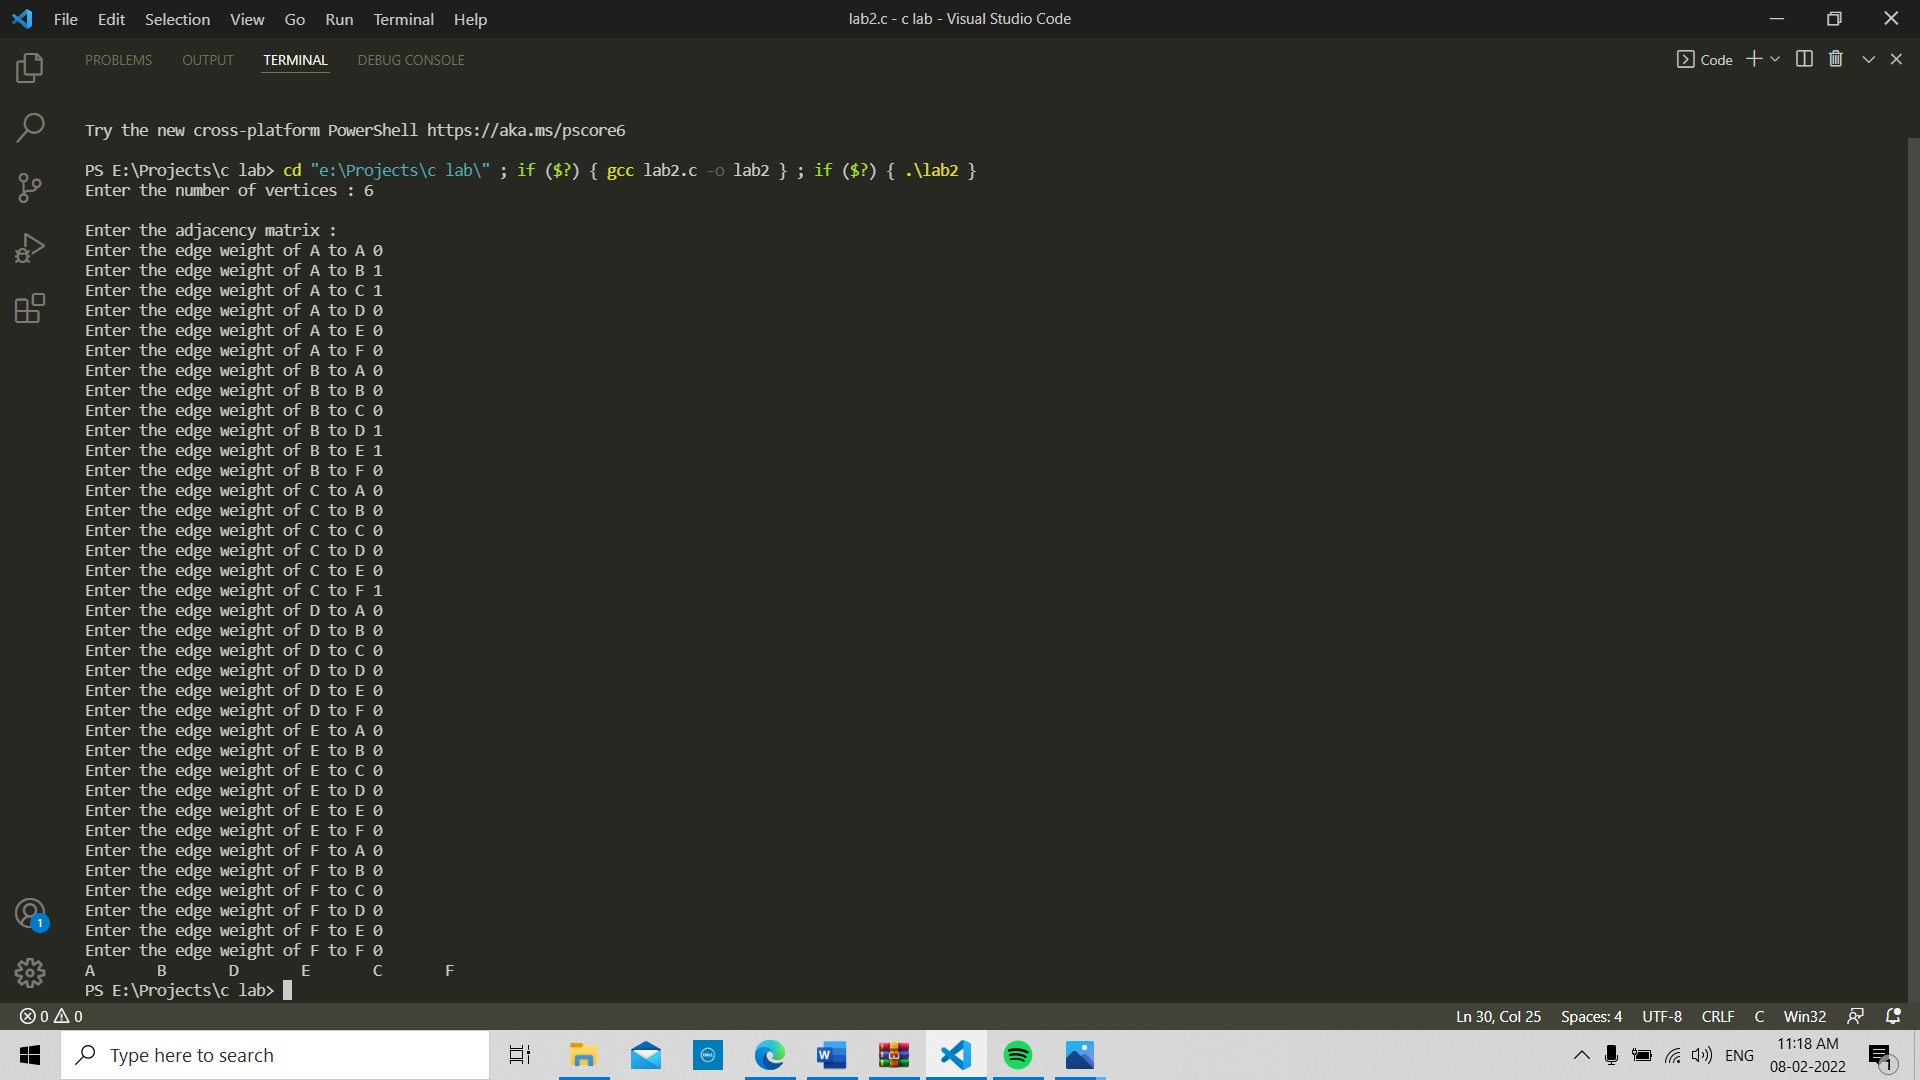 File Edit Selection View Go Run Terminal Help lab2.c - c lab - Visual Studio Code
PROBLEMS OUTPUT TERMINAL DEBUG CONSOLE Code
Try the new cross-platform PowerShell https://aka.ms/pscore6
PS E:\Projects\c lab> cd "e:\Projects\c lab\" ; if ($?) { gcc lab2.c -o lab2 } ; if ($?) { .\lab2 }
Enter the number of vertices : 6
Enter the adjacency matrix :
Enter the edge weight of A to A 0
Enter the edge weight of A to B 1
Enter the edge weight of A to C 1
Enter the edge weight of A to D 0
Enter the edge weight of A to E 0
Enter the edge weight of A to F 0
Enter the edge weight of B to A 0
Enter the edge weight of B to B 0
Enter the edge weight of B to C 0
Enter the edge weight of B to D 1
Enter the edge weight of B to E 1
Enter the edge weight of B to F 0
Enter the edge weight of C to A 0
Enter the edge weight of C to B 0
Enter the edge weight of C to C 0
Enter the edge weight of C to D 0
Enter the edge weight of C to E 0
Enter the edge weight of C to F 1
Enter the edge weight of D to A 0
Enter the edge weight of D to B 0
Enter the edge weight of D to C 0
Enter the edge weight of D to D 0
Enter the edge weight of D to E 0
Enter the edge weight of D to F 0
Enter the edge weight of E to A 0
Enter the edge weight of E to B 0
Enter the edge weight of E to C 0
Enter the edge weight of E to D 0
Enter the edge weight of E to E 0
Enter the edge weight of E to F 0
Enter the edge weight of F to A 0
Enter the edge weight of F to B 0
Enter the edge weight of F to C 0
Enter the edge weight of F to D 0
Enter the edge weight of F to E 0
Enter the edge weight of F to F 0
A B D E C F
PS E:\Projects\c lab>
1
0 0 Ln 30, Col 25 Spaces: 4 UTF-8 CRLF C Win32
Type here to search
W
DELL
ENG
11:18 AM
08-02-2022
1